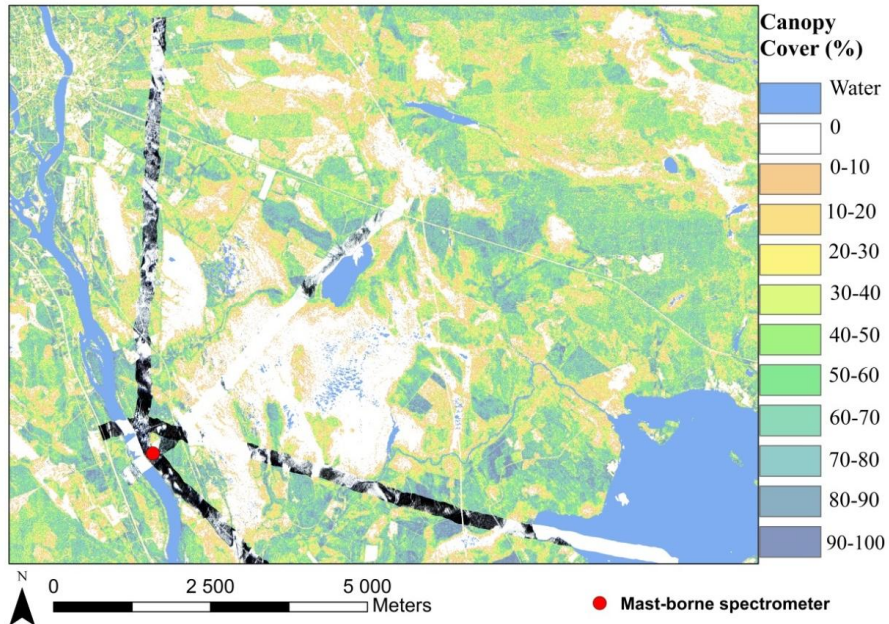 Canopy
Cover (%)
Water
0
0-10
10-20
20-30
30-40
40-50
50-60
60-70
70-80
80-90
90-100
N
0 2 500 5 000
Meters
Mast-borne spectrometer